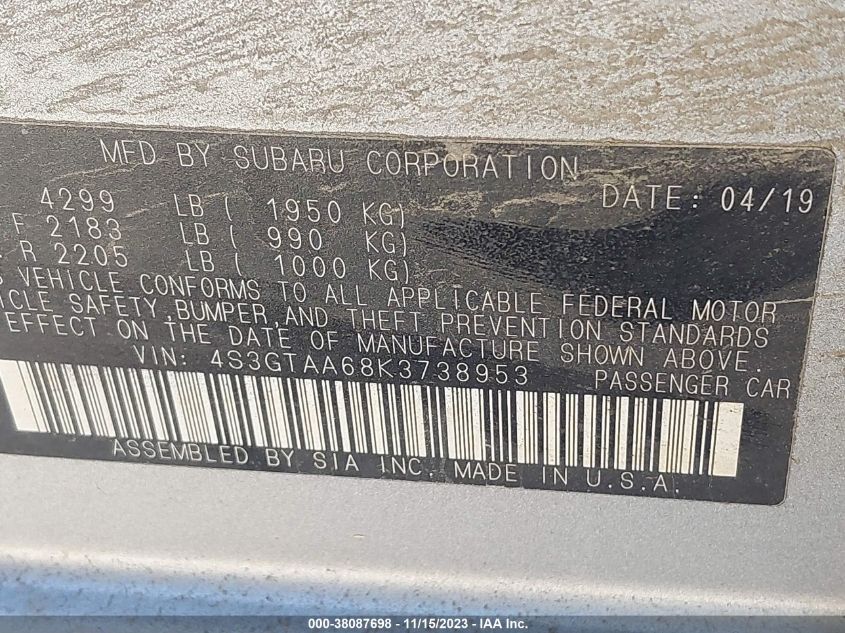 MFD BY SUBARU CORPORATION
4299 LB ( 1950 KG) DATE: 04/19
F 2183 LB ( 990 KG)
R 2205 LB ( 1000 KG)
VEHICLE CONFORMS TO ALL APPLICABLE FEDERAL MOTOR
SAFETY,BUMPER,AND THEFT PREVENTION STANDARDS
EFFECT ON THE DATE OF MANUFACTURE SHOWN ABOVE.
VIN: 4S3GTAA68K3738953 PASSENGER CAR
ASSEMBLED BY SIA INC. MADE IN U.S.A.
000-38087698 - 11/15/2023 - IAA Inc.